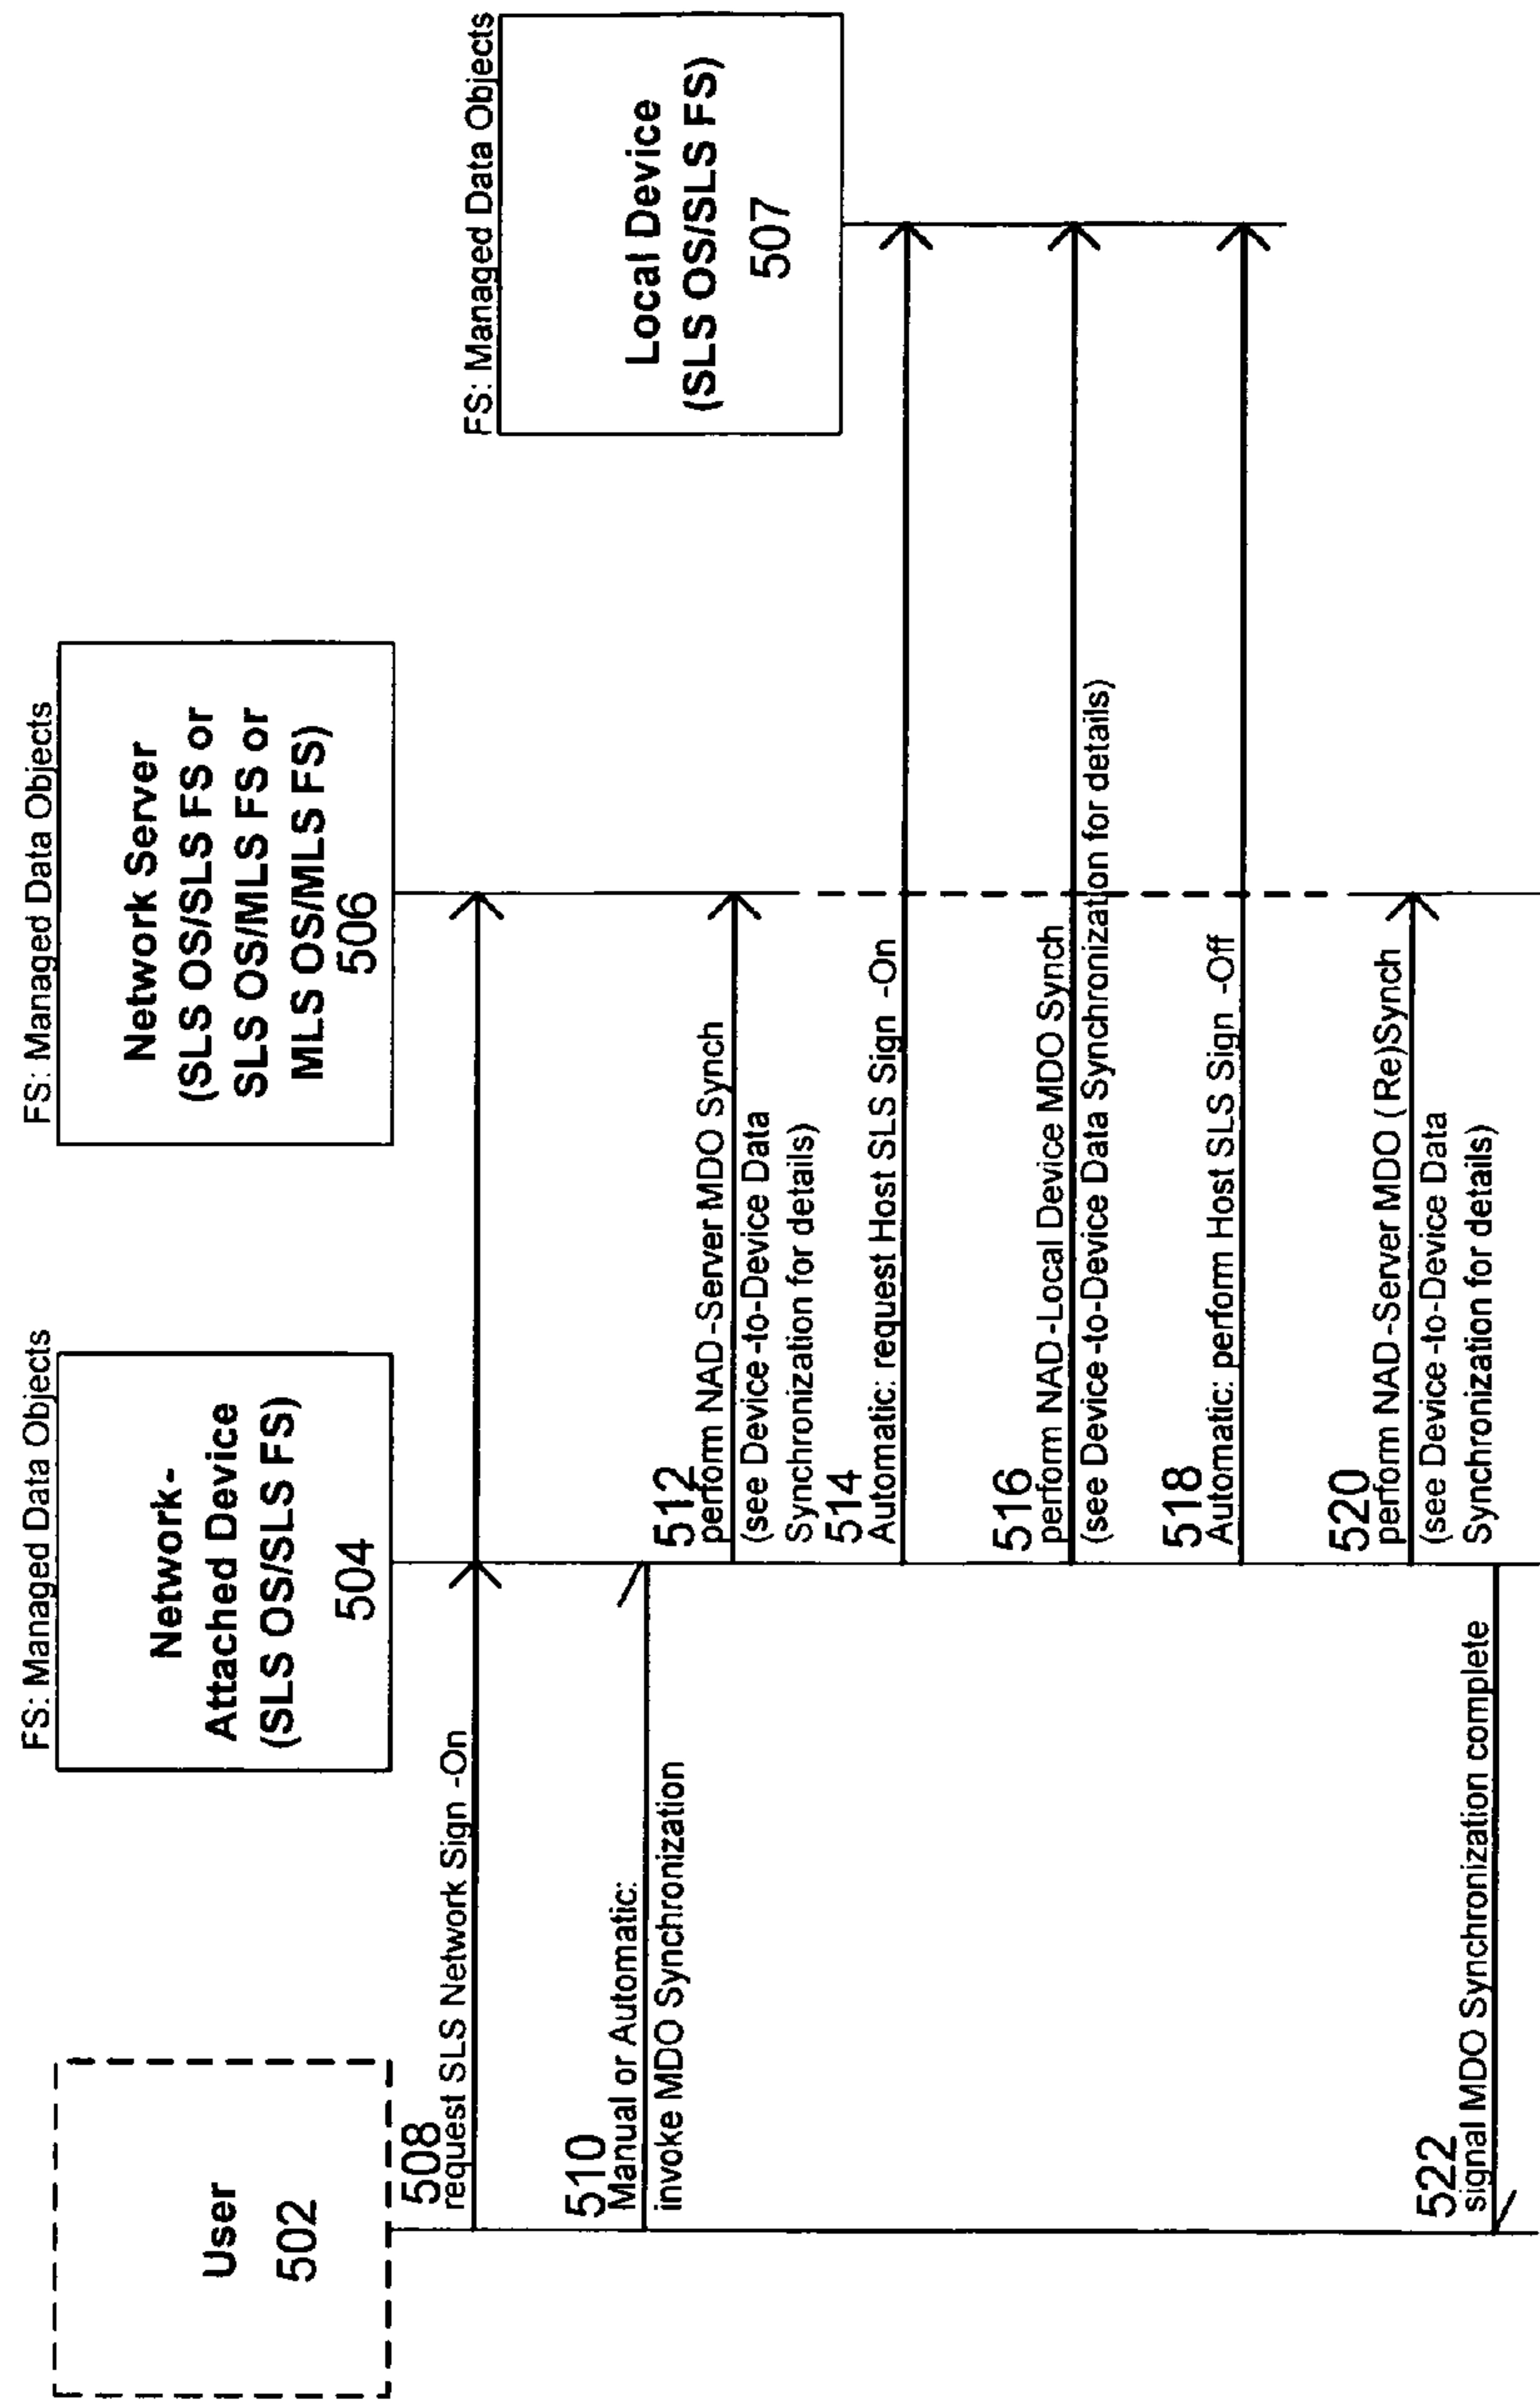 User
502
FS: Managed Data Objects
Network-
Attached Device
(SLS OS/SLS FS)
504
FS: Managed Data Objects
Network Server
(SLS OS/SLS FS or
SLS OS/MLS FS or
MLS OS/MLS FS)
506
FS: Managed Data Objects
Local Device
(SLS OS/SLS FS)
507
508
request SLS Network Sign -On
510
Manual or Automatic:
invoke MDO Synchronization
512
perform NAD-Server MDO Synch
(see Device-to-Device Data
Synchronization for details)
514
Automatic: request Host SLS Sign -On
516
perform NAD-Local Device MDO Synch
(see Device-to-Device Data Synchronization for details)
518
Automatic: perform Host SLS Sign -Off
520
perform NAD-Server MDO (Re)Synch
(see Device-to-Device Data
Synchronization for details)
522
signal MDO Synchronization complete